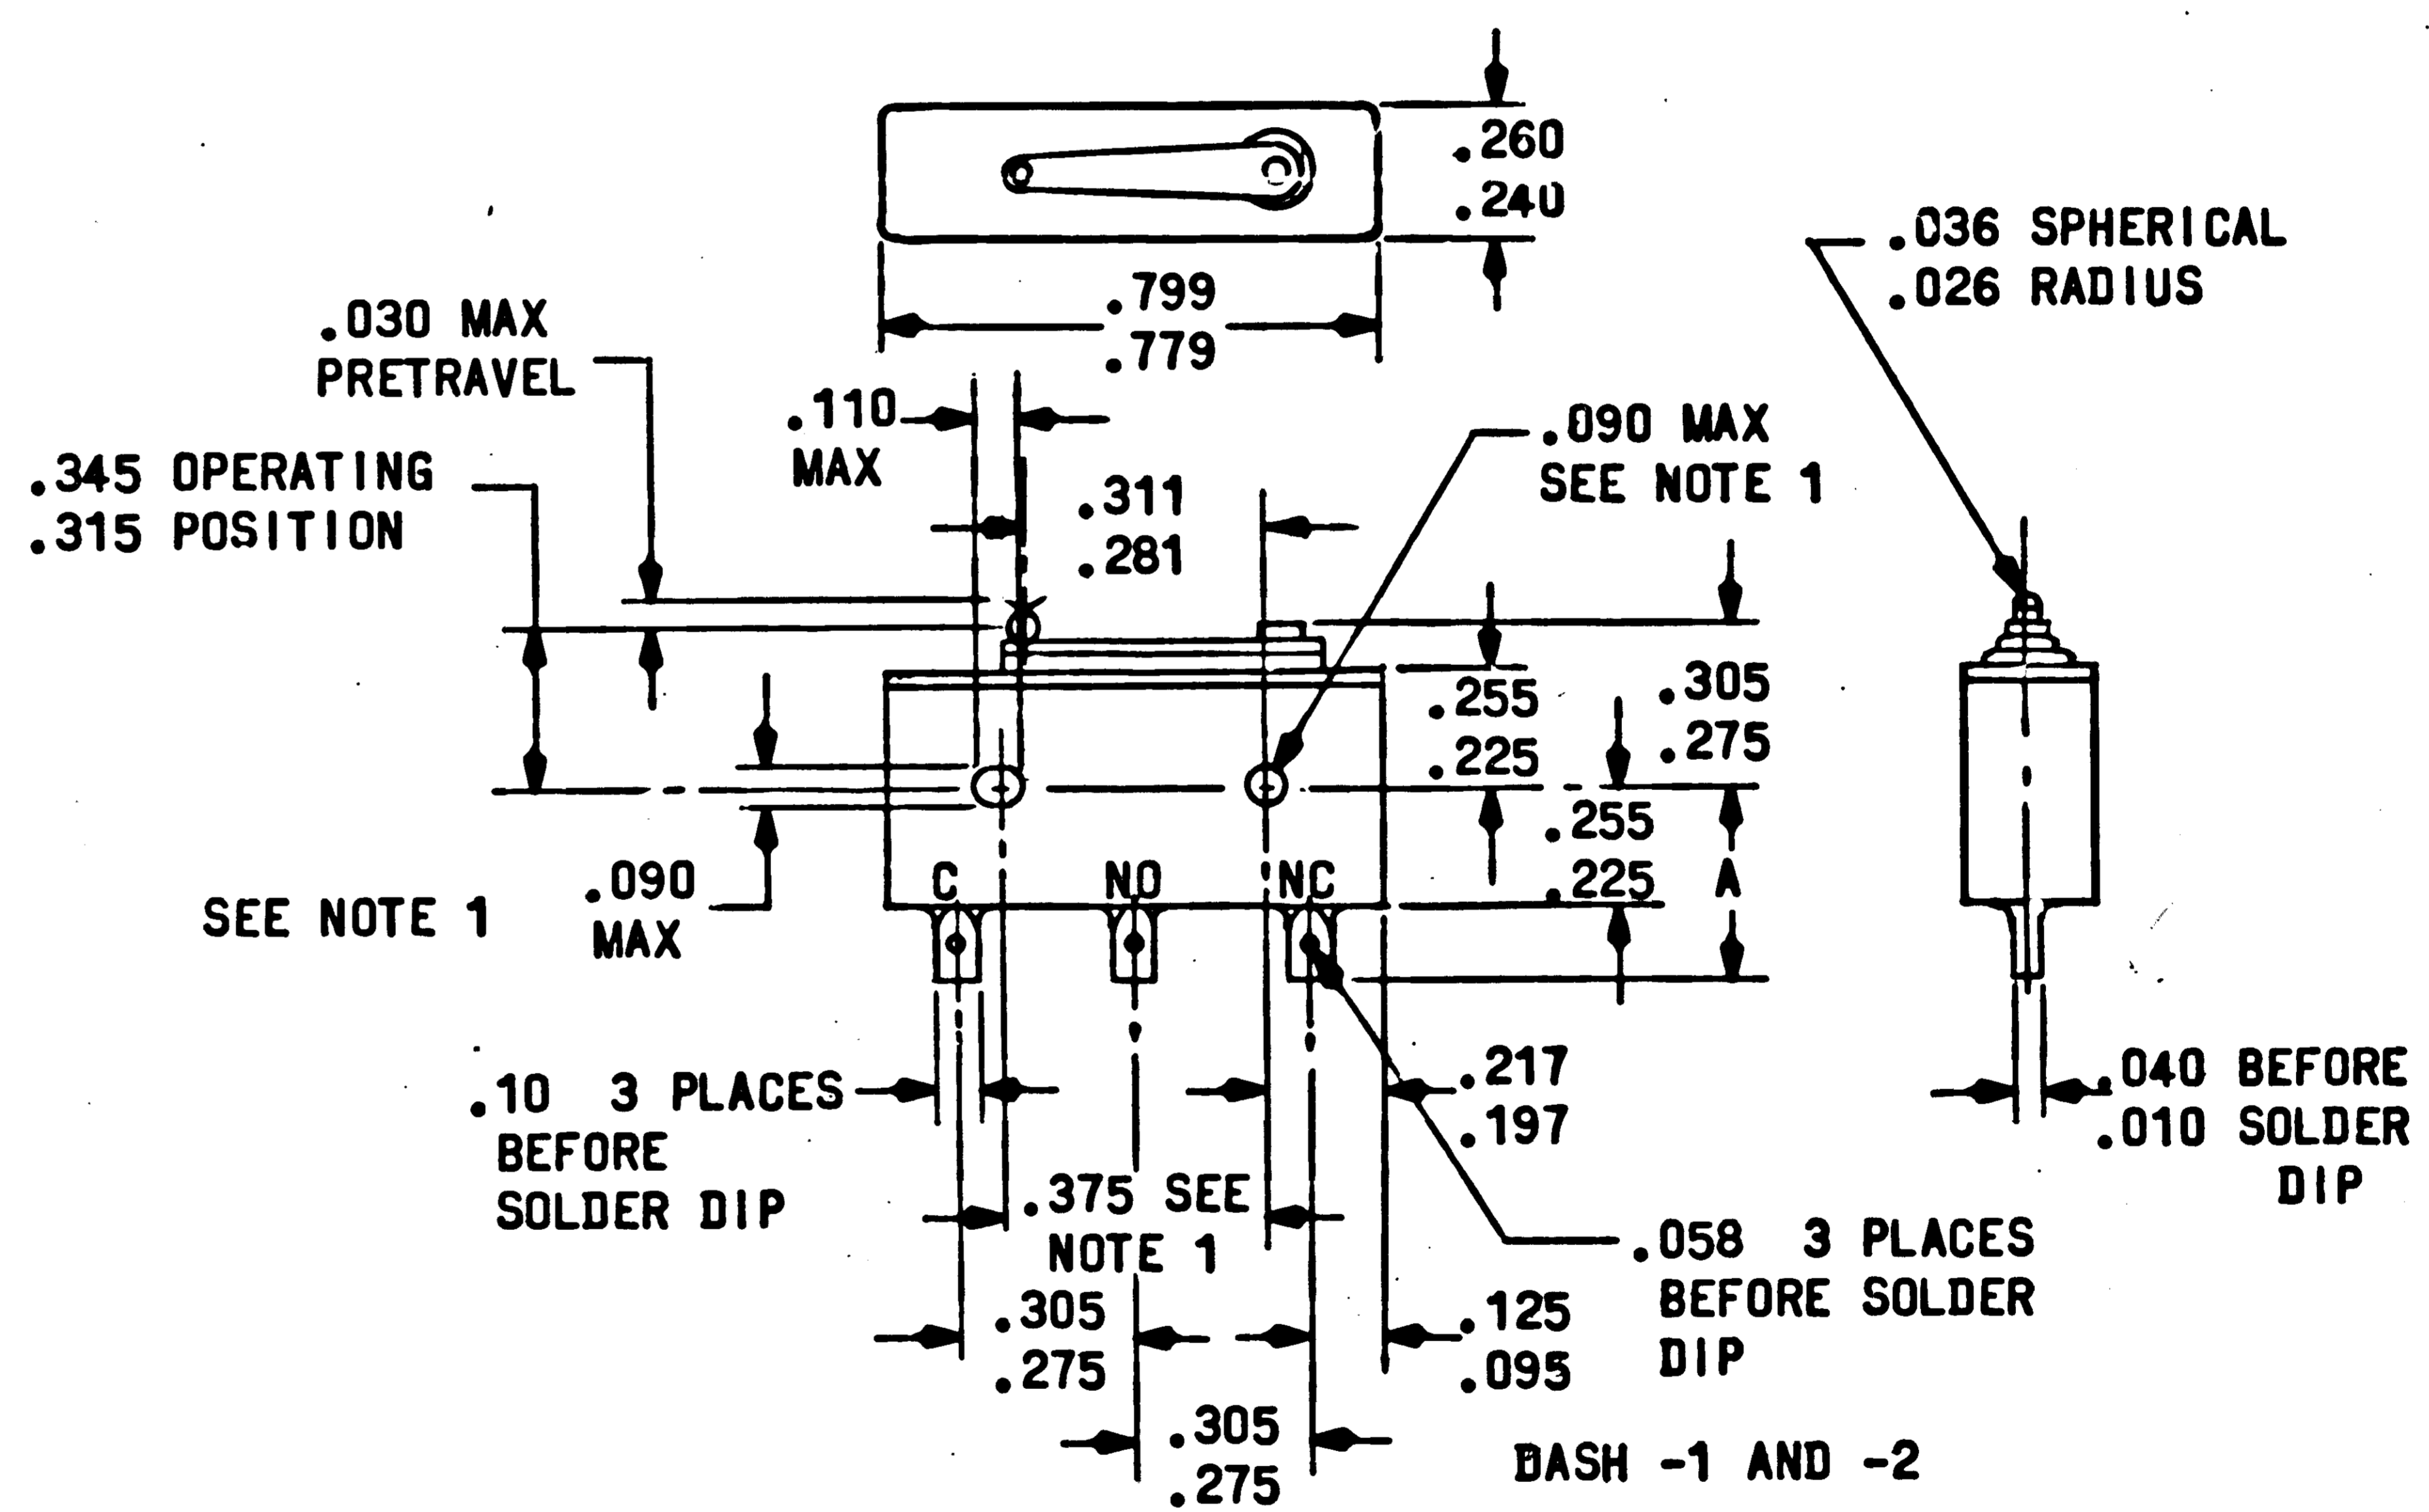 .260
.240
.036 SPHERICAL
.026 RADIUS
.799
.779
.030 MAX
PRETRAVEL
.110
MAX
.090 MAX
SEE NOTE 1
.345 OPERATING
.315 POSITION
.311
.281
.255
.225
.305
.275
.255
.225
A
C
NO
NC
SEE NOTE 1
.090
MAX
.10 3 PLACES
BEFORE
SOLDER DIP
.217
.197
.040 BEFORE
.010 SOLDER
DIP
.375 SEE
NOTE 1
.058 3 PLACES
BEFORE SOLDER
DIP
.305
.275
.125
.095
.305
.275
DASH -1 AND -2